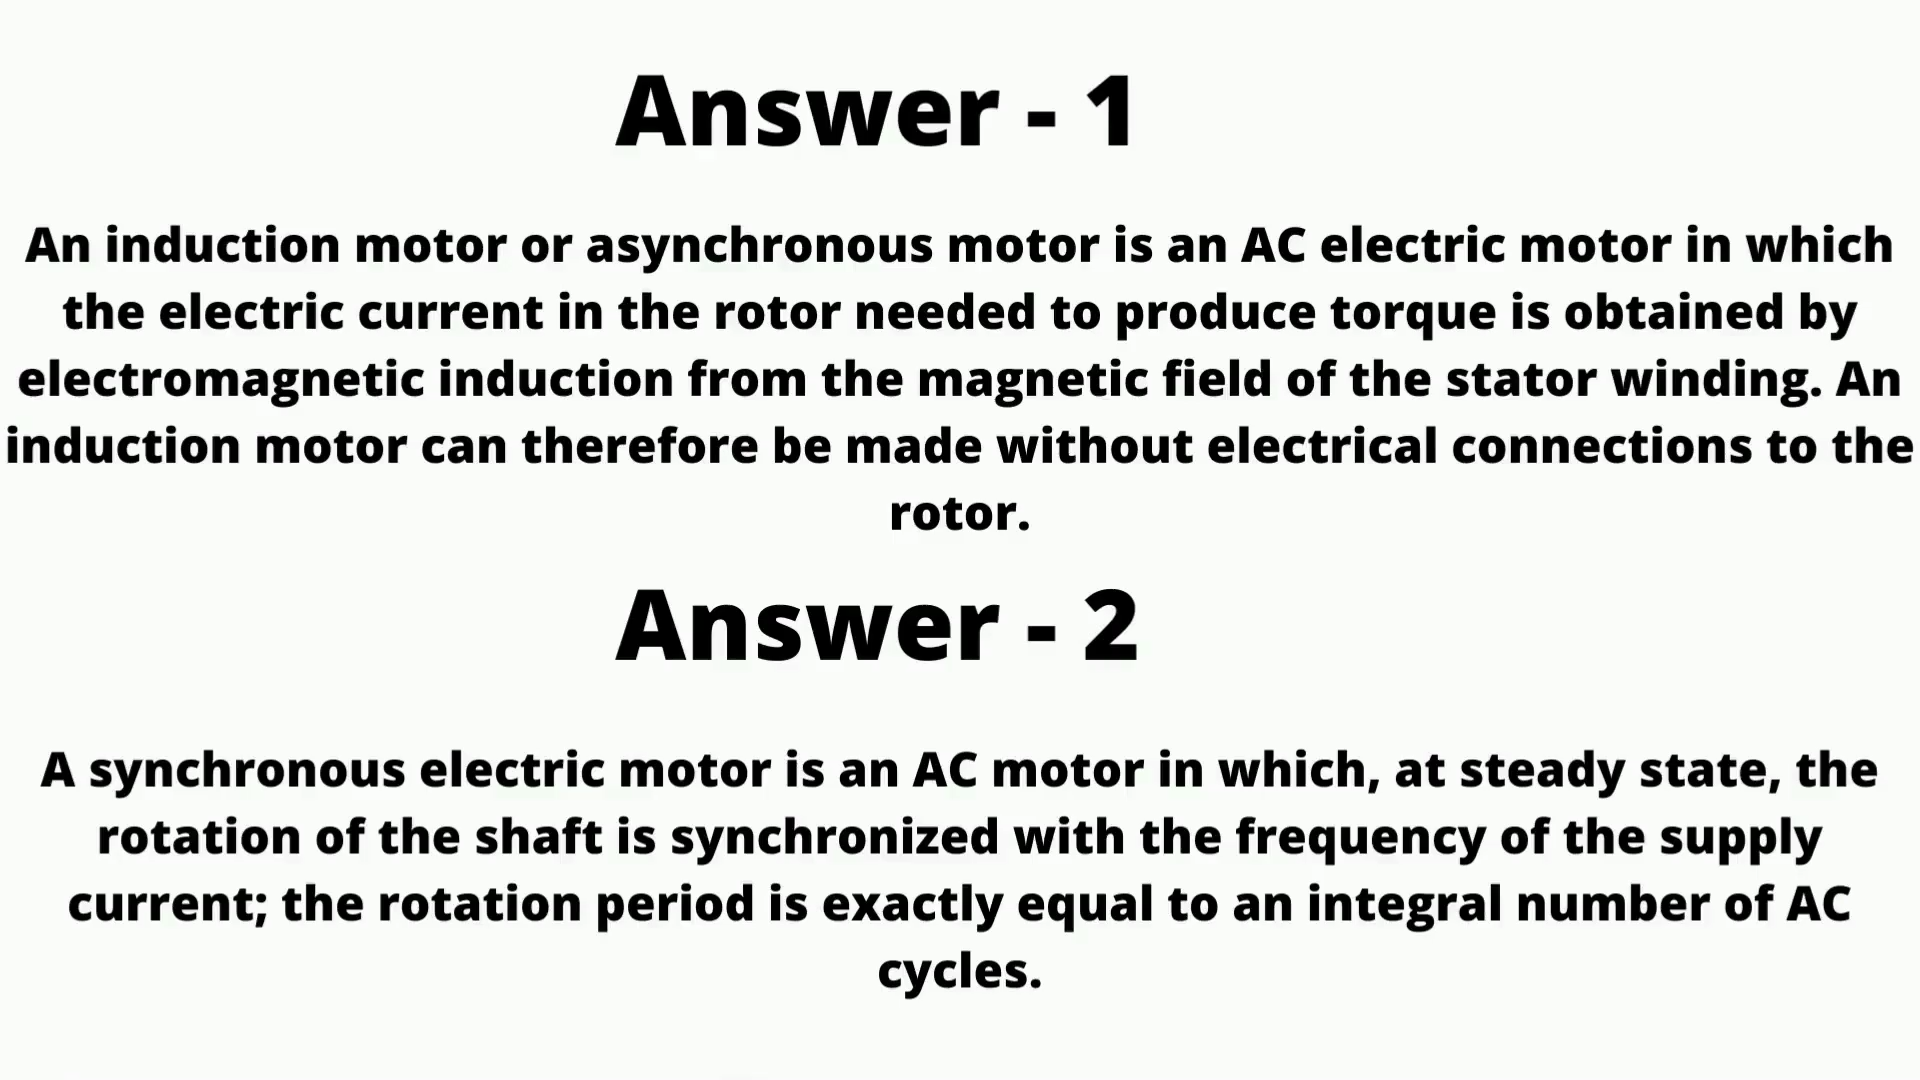 Answer - 1
An induction motor or asynchronous motor is an AC electric motor in which
the electric current in the rotor needed to produce torque is obtained by
electromagnetic induction from the magnetic field of the stator winding. An
induction motor can therefore be made without electrical connections to the
rotor.
Answer - 2
A synchronous electric motor is an AC motor in which, at steady state, the
rotation of the shaft is synchronized with the frequency of the supply
current; the rotation period is exactly equal to an integral number of AC
cycles.